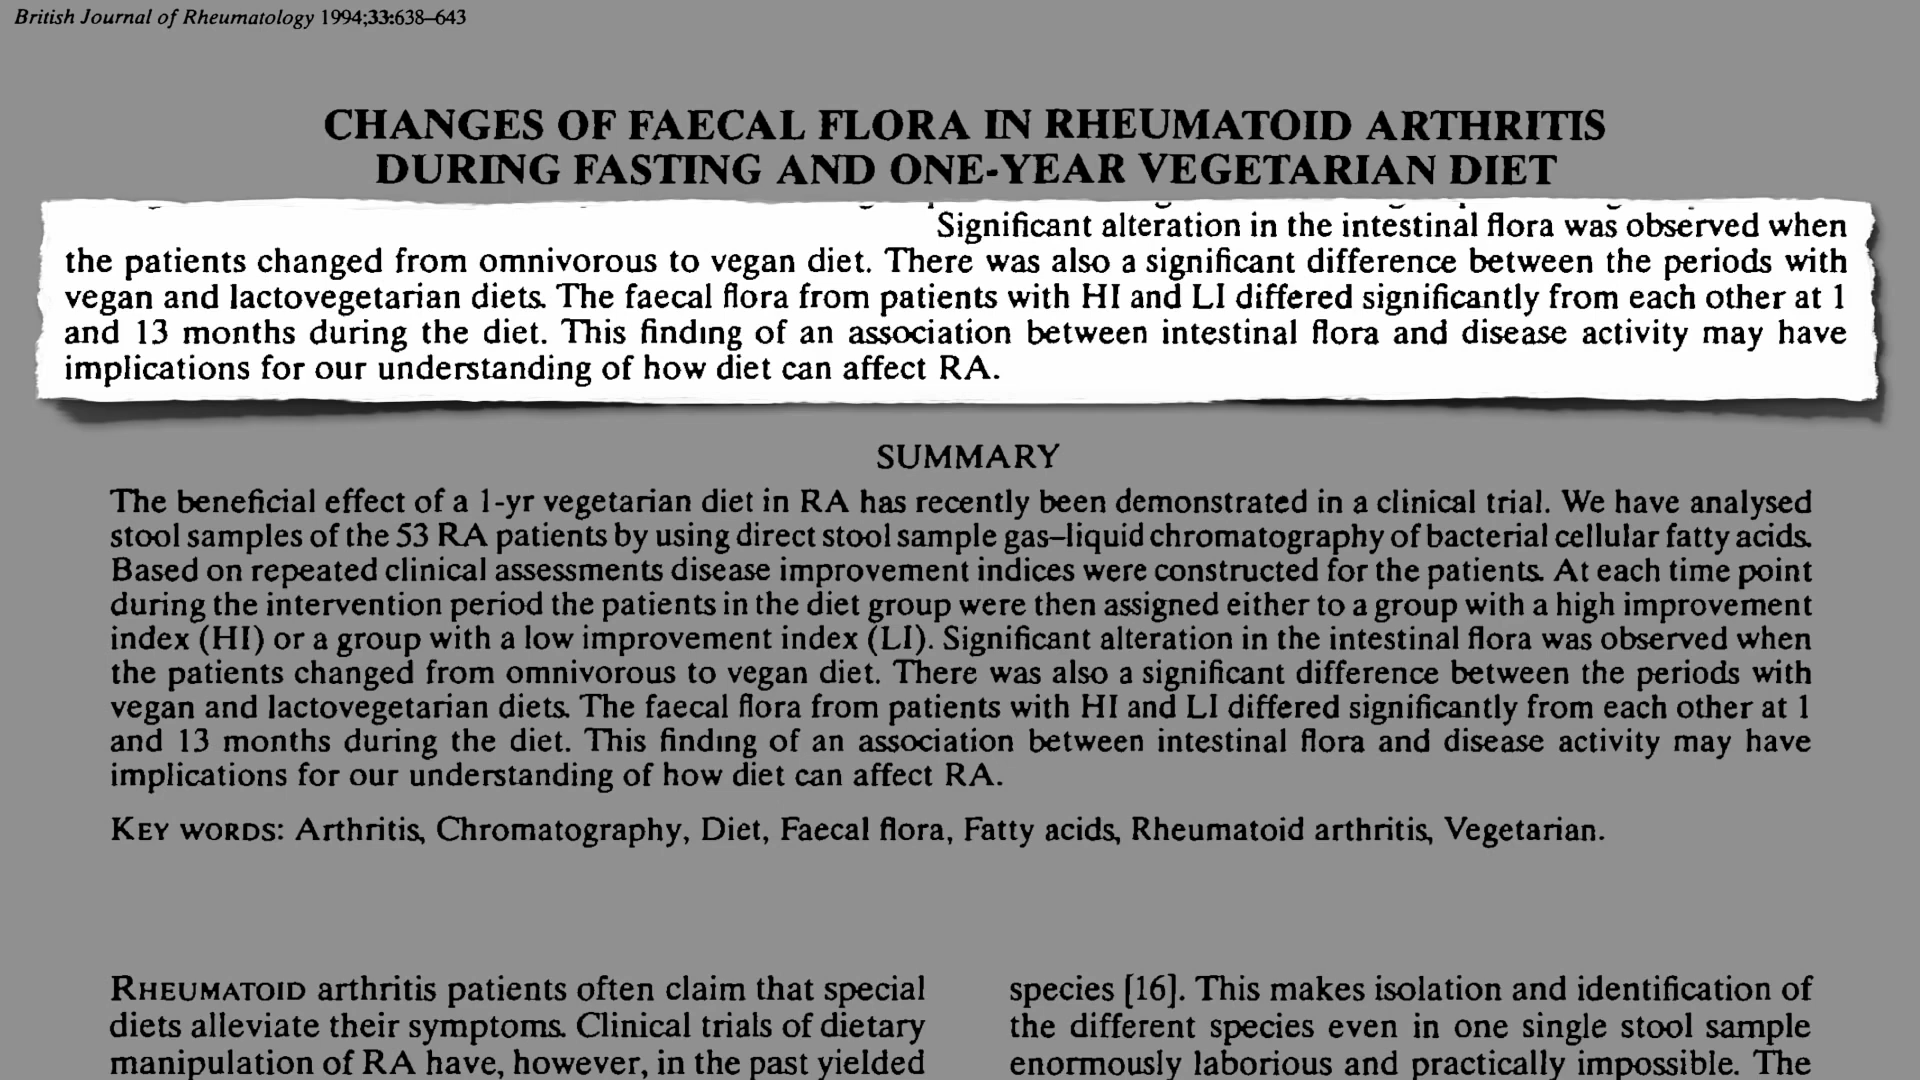 British Journal of Rheumatology 1994;33:638–643
CHANGES OF FAECAL FLORA IN RHEUMATOID ARTHRITIS
DURING FASTING AND ONE-YEAR VEGETARIAN DIET
Significant alteration in the intestinal flora was observed when
the patients changed from omnivorous to vegan diet. There was also a significant difference between the periods with
vegan and lactovegetarian diets. The faecal flora from patients with HI and LI differed significantly from each other at 1
and 13 months during the diet. This finding of an association between intestinal flora and disease activity may have
implications for our understanding of how diet can affect RA.
SUMMARY
The beneficial effect of a 1-yr vegetarian diet in RA has recently been demonstrated in a clinical trial. We have analysed
stool samples of the 53 RA patients by using direct stool sample gas–liquid chromatography of bacterial cellular fatty acids.
Based on repeated clinical assessments disease improvement indices were constructed for the patients. At each time point
during the intervention period the patients in the diet group were then assigned either to a group with a high improvement
index (HI) or a group with a low improvement index (LI). Significant alteration in the intestinal flora was observed when
the patients changed from omnivorous to vegan diet. There was also a significant difference between the periods with
vegan and lactovegetarian diets. The faecal flora from patients with HI and LI differed significantly from each other at 1
and 13 months during the diet. This finding of an association between intestinal flora and disease activity may have
implications for our understanding of how diet can affect RA.
KEY WORDS: Arthritis, Chromatography, Diet, Faecal flora, Fatty acids, Rheumatoid arthritis, Vegetarian.
RHEUMATOID arthritis patients often claim that special
diets alleviate their symptoms. Clinical trials of dietary
manipulation of RA have, however, in the past yielded
species [16]. This makes isolation and identification of
the different species even in one single stool sample
enormously laborious and practically impossible. The